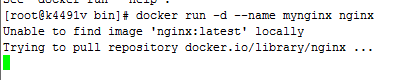 See 'docker run --help'.
[root@k4491v bin]# docker run -d --name mynginx nginx
Unable to find image 'nginx:latest' locally
Trying to pull repository docker.io/library/nginx ...